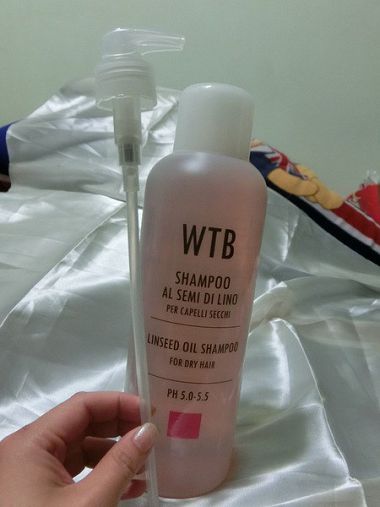 WTB
SHAMPOO
AL SEMI DI LINO
PER CAPELLI SECCHI
LINSEED OIL SHAMPOO
FOR DRY HAIR
PH 5.0-5.5